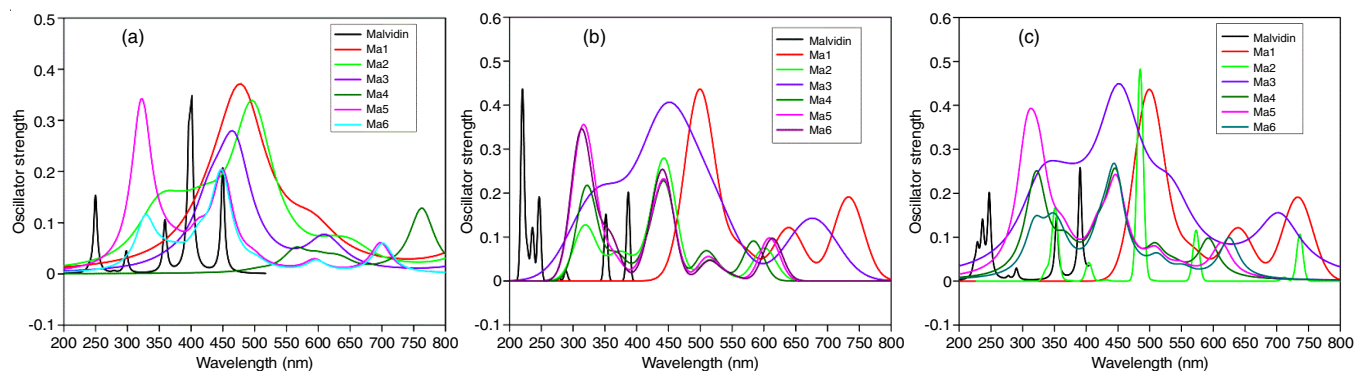 (a)
Oscillator strength
0.5
0.4
0.3
0.2
0.1
0
-0.1
200 250 300 350 400 450 500 550 600 650 700 750 800
Wavelength (nm)
Malvidin
Ma1
Ma2
Ma3
Ma4
Ma5
Ma6
(b)
Oscillator strength
0.6
0.5
0.4
0.3
0.2
0.1
0
-0.1
200 250 300 350 400 450 500 550 600 650 700 750 800
Wavelength (nm)
Malvidin
Ma1
Ma2
Ma3
Ma4
Ma5
Ma6
(c)
Oscillator strength
0.6
0.5
0.4
0.3
0.2
0.1
0
-0.1
200 250 300 350 400 450 500 550 600 650 700 750 800
Wavelength (nm)
Malvidin
Ma1
Ma2
Ma3
Ma4
Ma5
Ma6